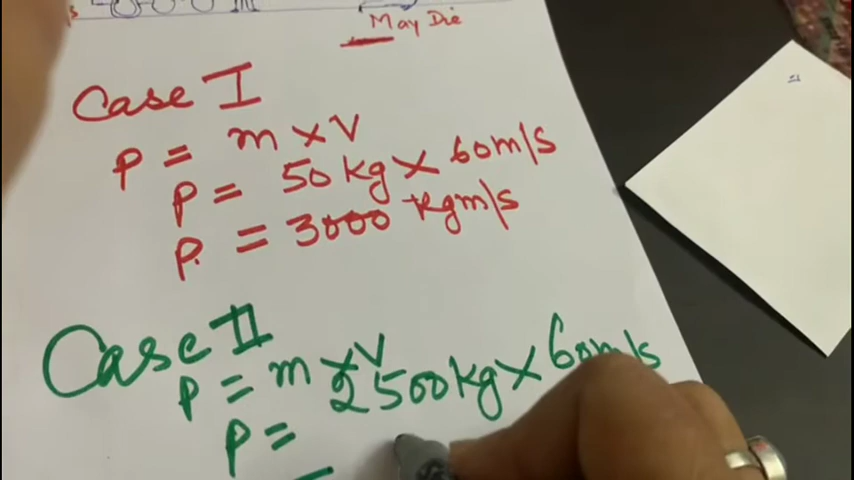 May Die
Case I
P = m × V
P = 50 kg × 60 m/s
P. = 3000 kgm/s
Case II
P = m × V
P = 2500 kg × 60 m/s